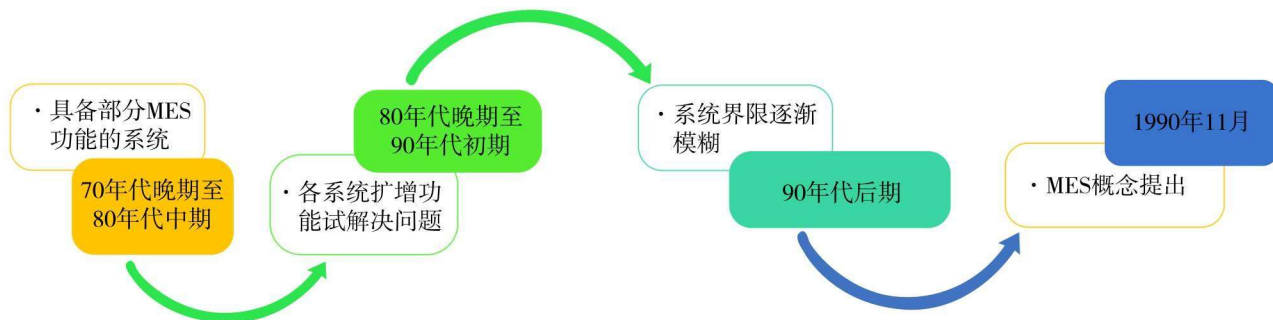 · 具备部分MES
功能的系统
70年代晚期至
80年代中期
80年代晚期至
90年代初期
· 各系统扩增功
能试解决问题
· 系统界限逐渐
模糊
90年代后期
1990年11月
· MES概念提出